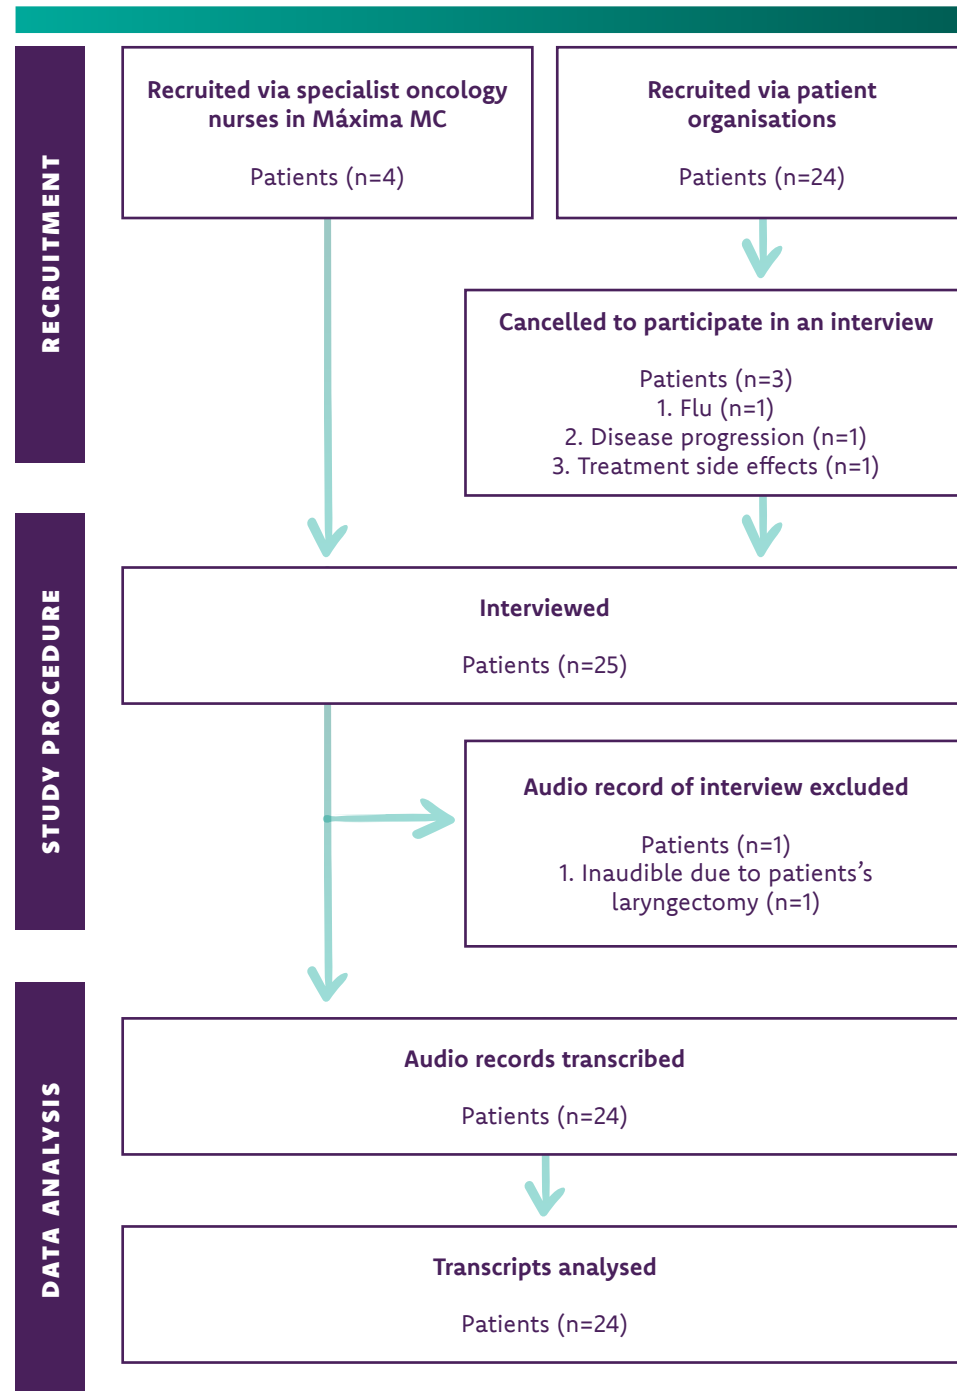 RECRUITMENT
Recruited via specialist oncology
nurses in Máxima MC
Patients (n=4)
Recruited via patient
organisations
Patients (n=24)
Cancelled to participate in an interview
Patients (n=3)
1. Flu (n=1)
2. Disease progression (n=1)
3. Treatment side effects (n=1)
STUDY PROCEDURE
Interviewed
Patients (n=25)
Audio record of interview excluded
Patients (n=1)
1. Inaudible due to patients's
laryngectomy (n=1)
DATA ANALYSIS
Audio records transcribed
Patients (n=24)
Transcripts analysed
Patients (n=24)